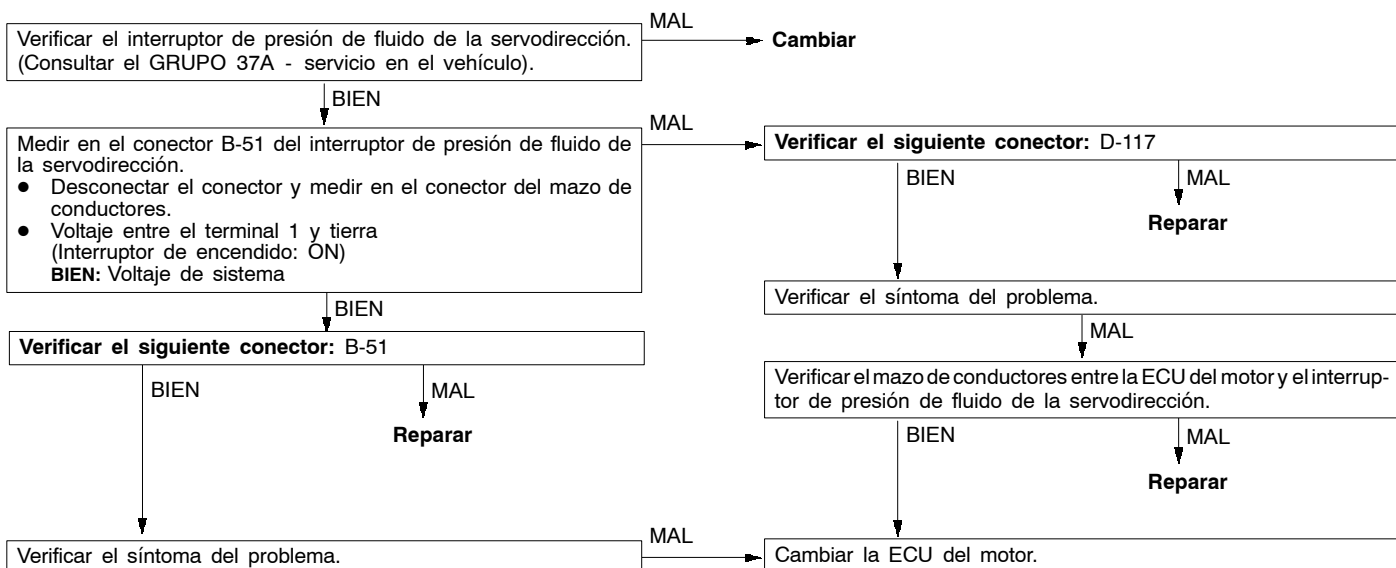 Verificar el interruptor de presión de fluido de la servodirección.
(Consultar el GRUPO 37A - servicio en el vehículo).
MAL
Cambiar
BIEN
Medir en el conector B-51 del interruptor de presión de fluido de
la servodirección.
● Desconectar el conector y medir en el conector del mazo de
conductores.
● Voltaje entre el terminal 1 y tierra
(Interruptor de encendido: ON)
BIEN: Voltaje de sistema
MAL
Verificar el siguiente conector: D-117
BIEN
MAL
Reparar
Verificar el síntoma del problema.
MAL
Verificar el mazo de conductores entre la ECU del motor y el interrup-
tor de presión de fluido de la servodirección.
BIEN
MAL
Reparar
BIEN
Verificar el siguiente conector: B-51
BIEN
MAL
Reparar
Verificar el síntoma del problema.
MAL
Cambiar la ECU del motor.